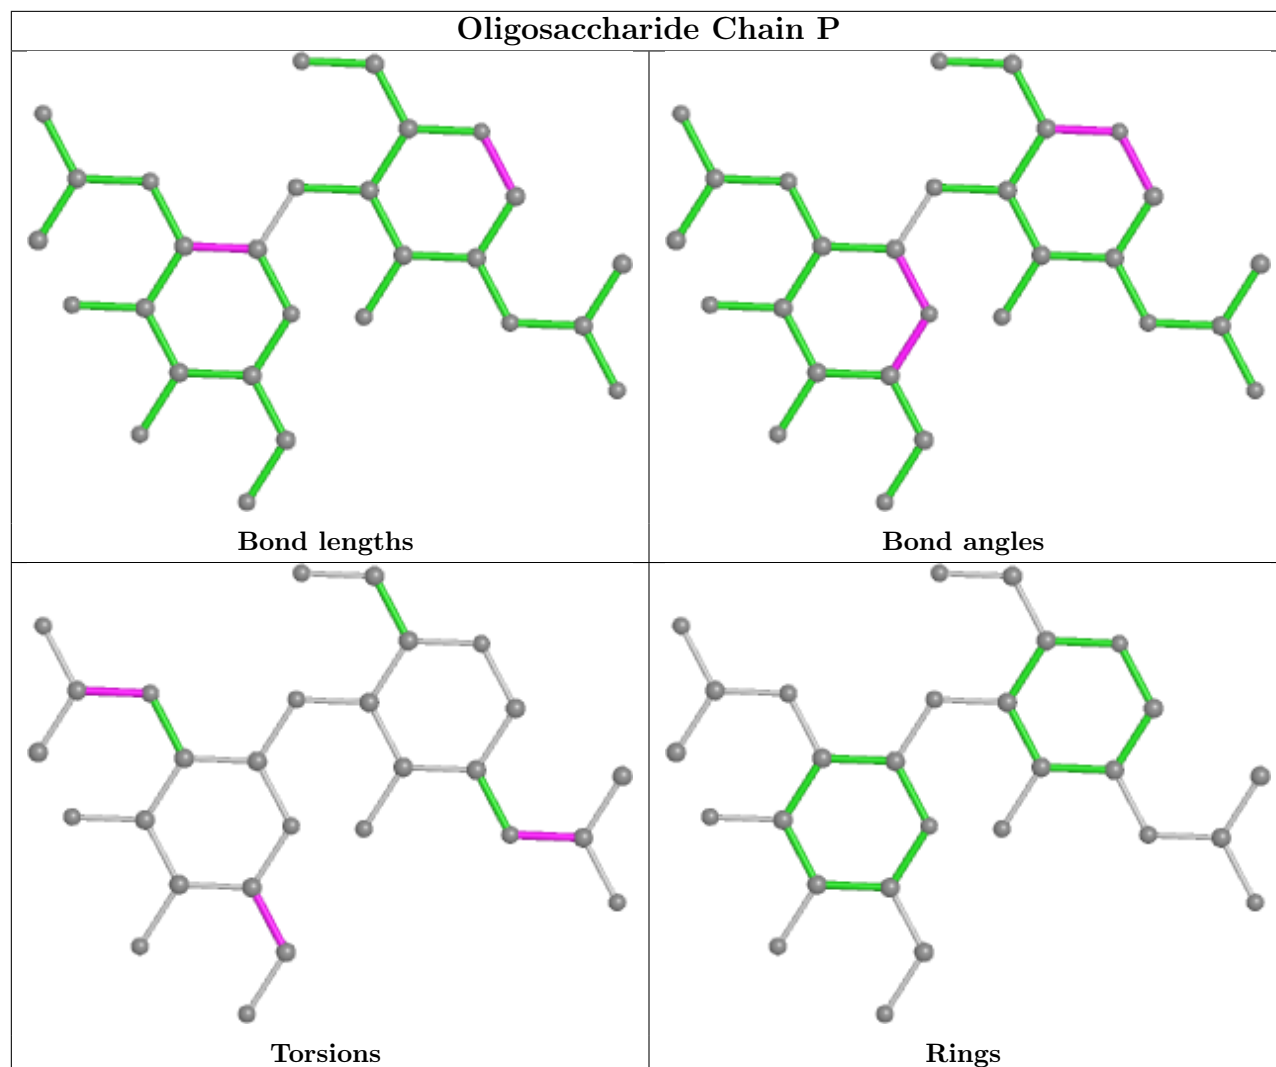 Oligosaccharide Chain P
Bond lengths
Bond angles
Torsions
Rings